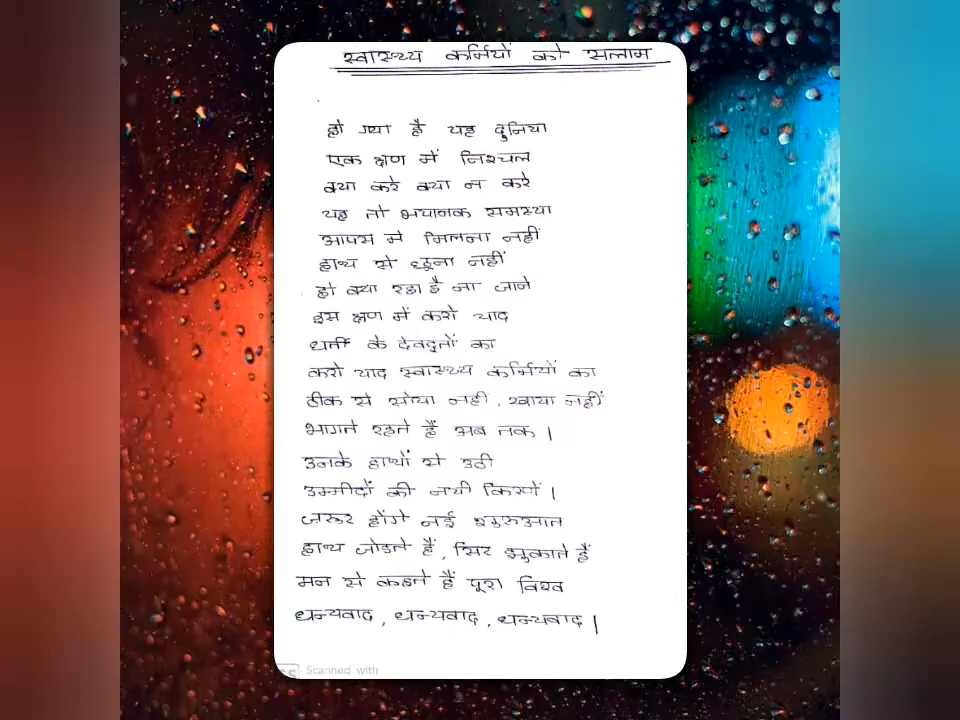 स्वास्थ्य कर्मियों को सलाम
हो गया है यह दुनिया
एक क्षण में निश्चल
क्या करे क्या न करे
यह तो भयानक समस्या
आपस मे मिलना नहीं
हाथ से छूना नहीं
हो क्या रहा है ना जाने
इस क्षण में करो याद
धर्ती के देवदुतों का
करो याद स्वास्थ्य कर्मियों का
ठीक से सोया नही, खाया नहीं
भागते रहते हैं अब तक।
उनके हाथों से उठी
उम्मीदों की नयी किरणें।
जरूर होंगे नई शुरुआत
हाथ जोडते हैं, सिर झुकाते हैं
मन से कहते हैं पूरा विश्व
धन्यवाद, धन्यवाद, धन्यवाद।
Scanned with